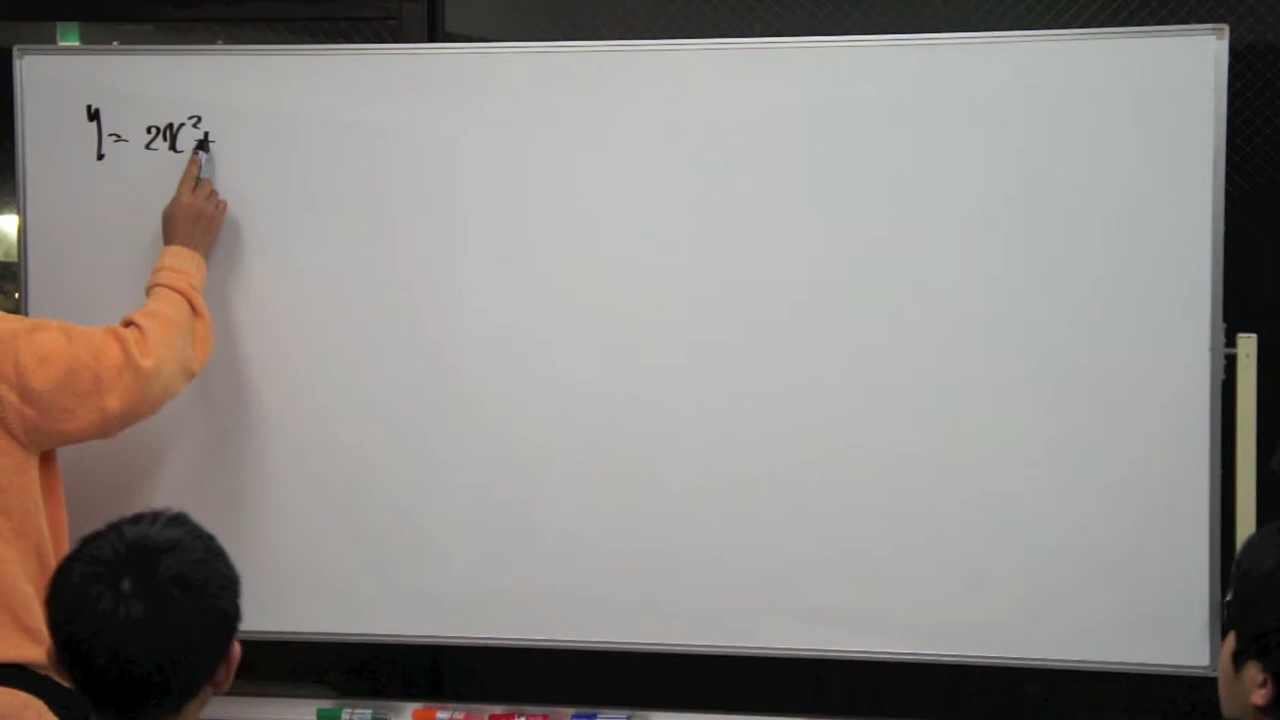 y = 2x²+